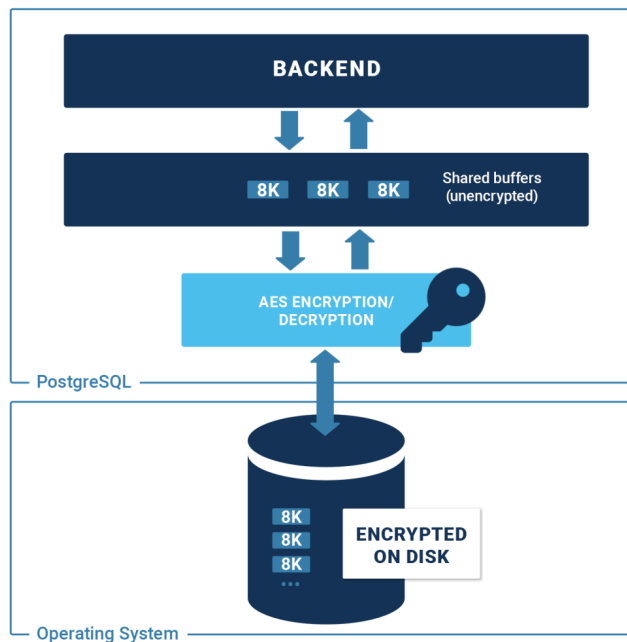 BACKEND
8K 8K 8K
Shared buffers
(unencrypted)
AES ENCRYPTION/
DECRYPTION
PostgreSQL
8K
8K
8K
...
ENCRYPTED
ON DISK
Operating System